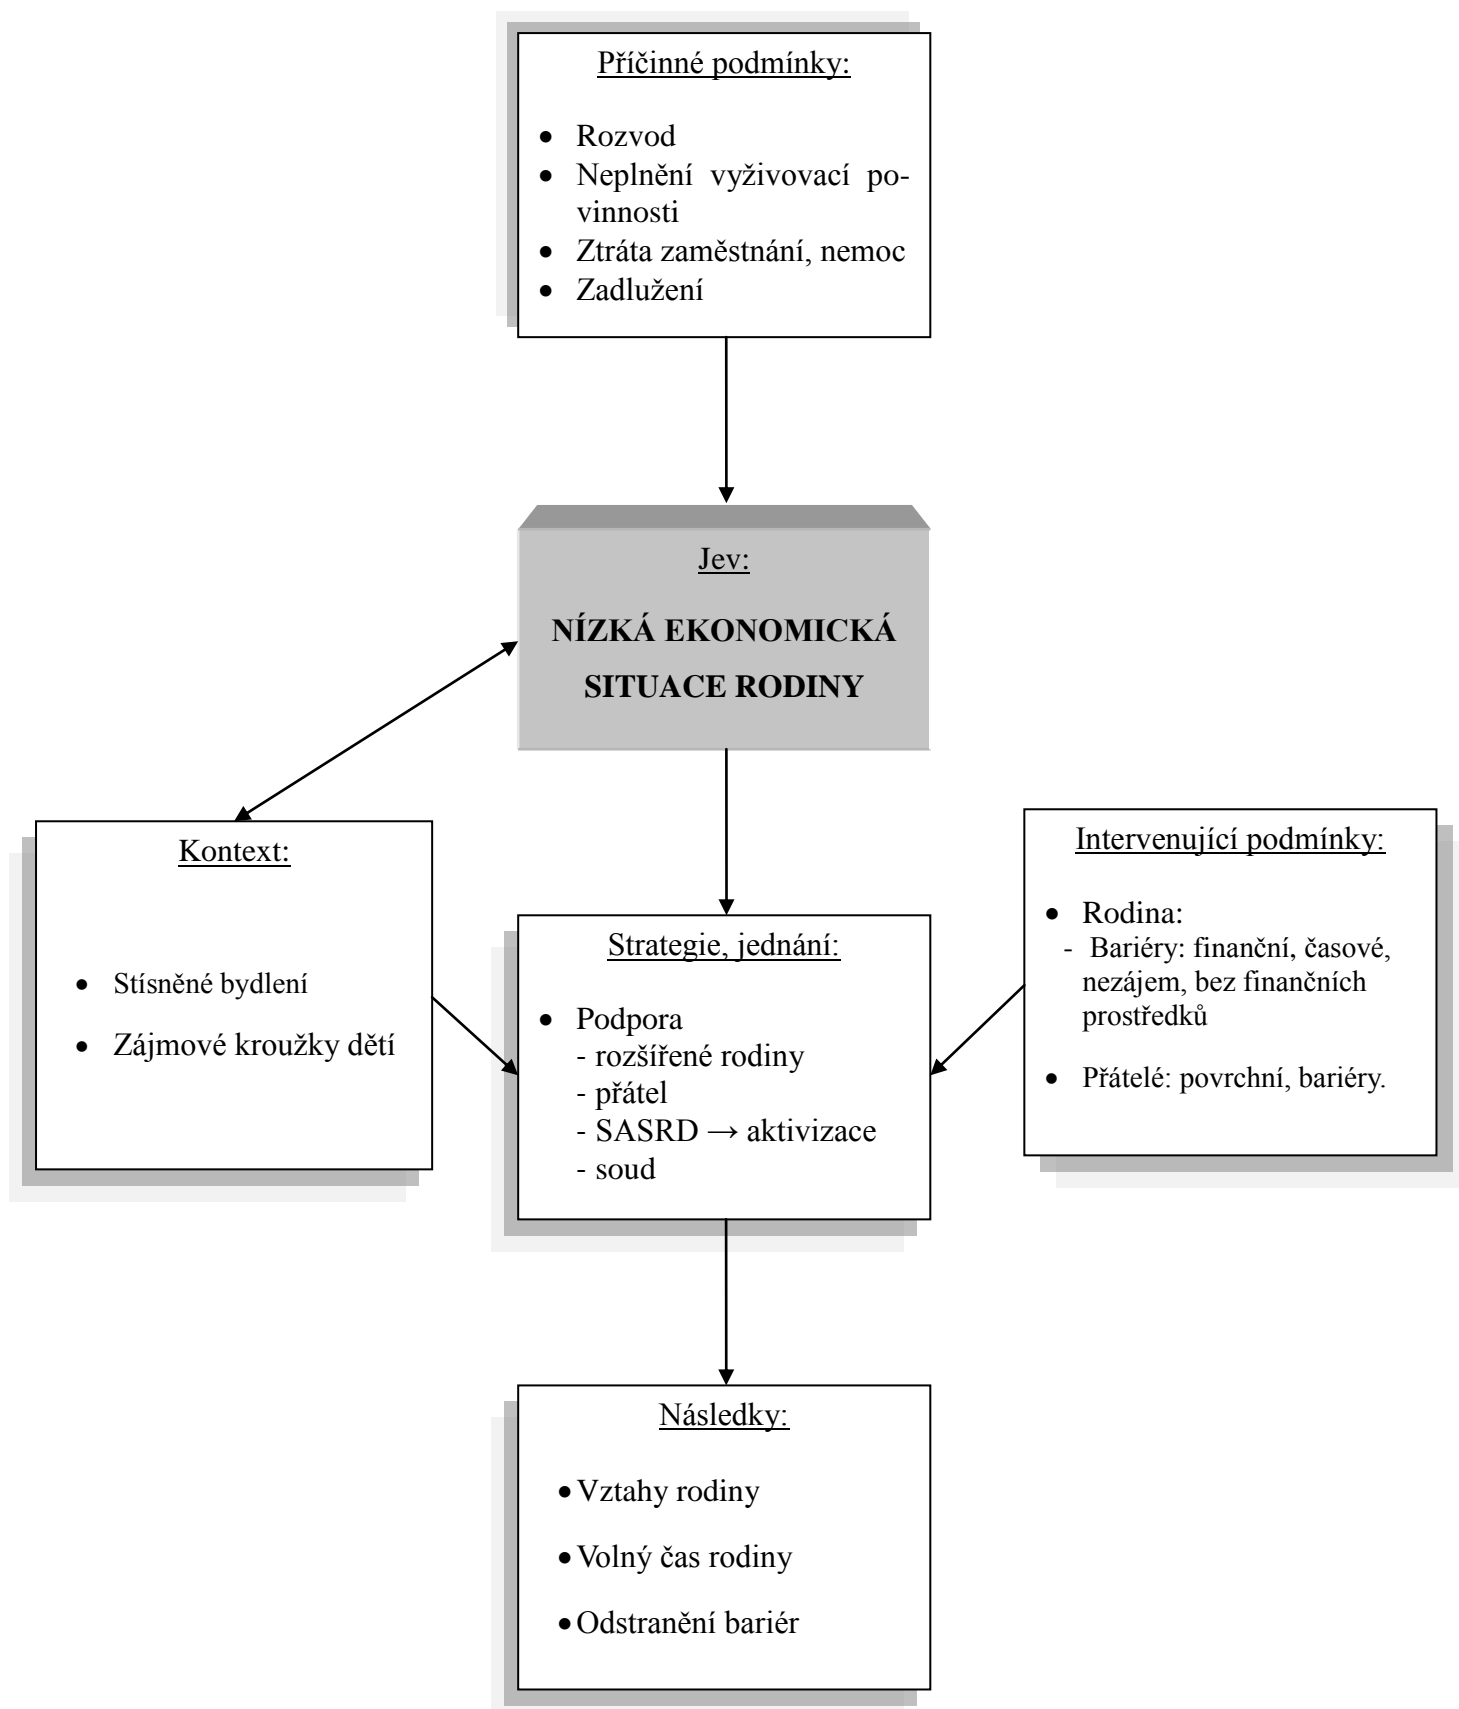 Příčinné podmínky:
• Rozvod
• Neplnění vyživovací po-
vinnosti
• Ztráta zaměstnání, nemoc
• Zadlužení
Jev:
NÍZKÁ EKONOMICKÁ
SITUACE RODINY
Kontext:
• Stísněné bydlení
• Zájmové kroužky dětí
Strategie, jednání:
• Podpora
- rozšířené rodiny
- přátel
- SASRD → aktivizace
- soud
Intervenující podmínky:
• Rodina:
- Bariéry: finanční, časové,
nezájem, bez finančních
prostředků
• Přátelé: povrchní, bariéry.
Následky:
• Vztahy rodiny
• Volný čas rodiny
• Odstranění bariér